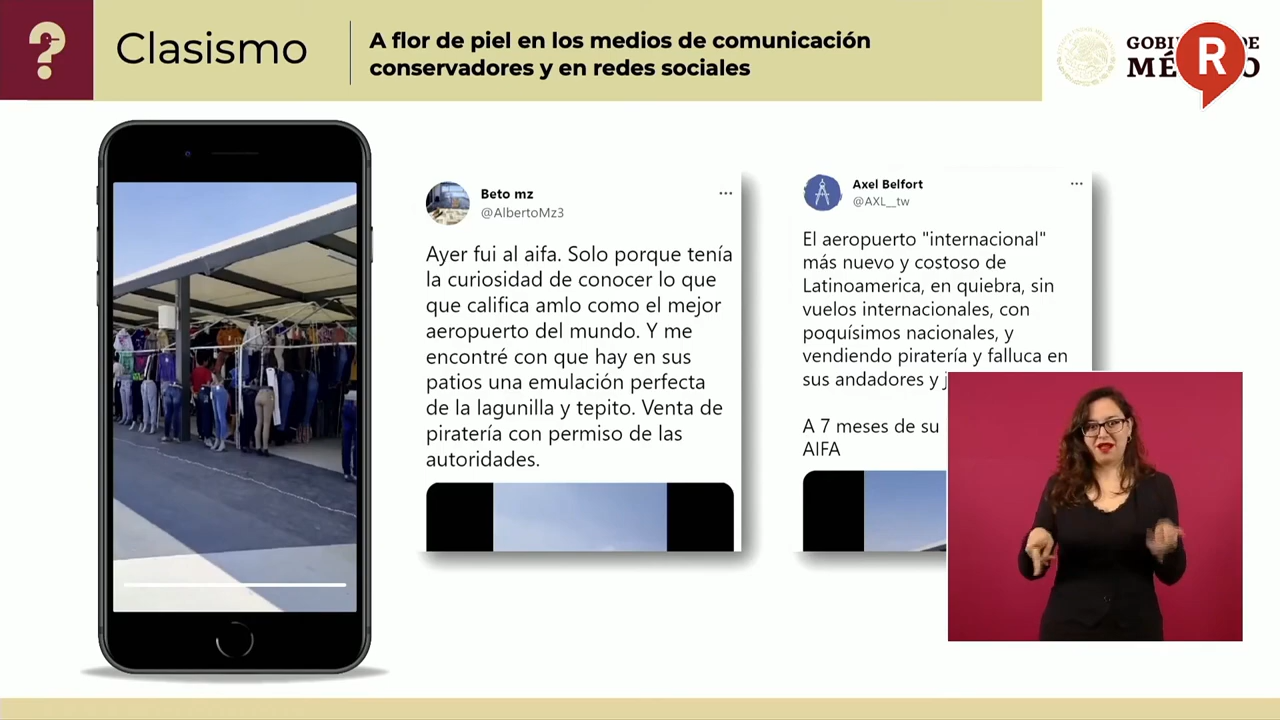 Clasismo
A flor de piel en los medios de comunicación
conservadores y en redes sociales
R
Beto mz
@AlbertoMz3
Ayer fui al aifa. Solo porque tenía
la curiosidad de conocer lo que
que califica amlo como el mejor
aeropuerto del mundo. Y me
encontré con que hay en sus
patios una emulación perfecta
de la lagunilla y tepito. Venta de
piratería con permiso de las
autoridades.
Axel Belfort
@AXL__tw
El aeropuerto "internacional"
más nuevo y costoso de
Latinoamerica, en quiebra, sin
vuelos internacionales, con
poquísimos nacionales, y
vendiendo piratería y falluca en
sus andadores y
A 7 meses de su
AIFA